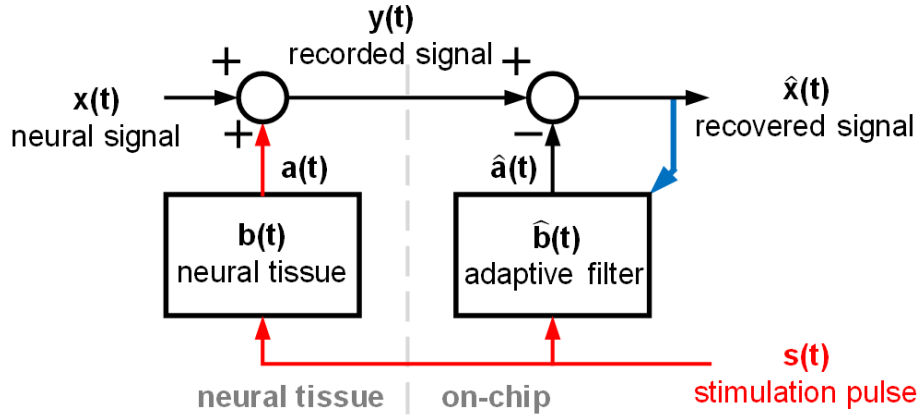 y(t)
recorded signal
+
+
x(t)
neural signal
+
−
x̂(t)
recovered signal
a(t)
â(t)
b(t)
neural tissue
b̂(t)
adaptive filter
s(t)
stimulation pulse
neural tissue
on-chip